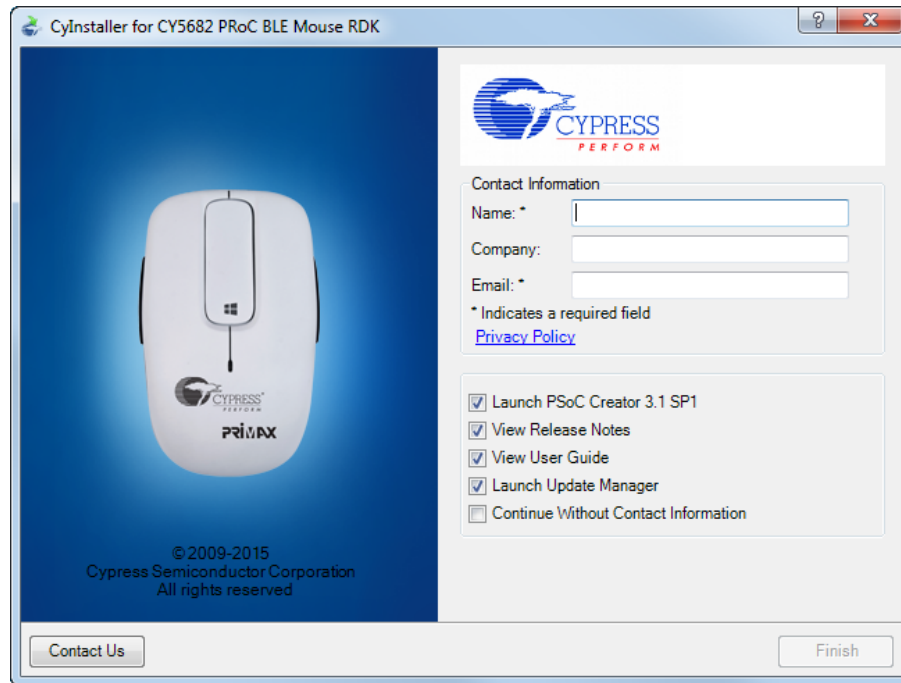 CyInstaller for CY5682 PRoC BLE Mouse RDK
CYPRESS
PERFORM
CYPRESS
PERFORM
PRIMAX
© 2009-2015
Cypress Semiconductor Corporation
All rights reserved
Contact Information
Name: *
Company:
Email: *
* Indicates a required field
Privacy Policy
Launch PSoC Creator 3.1 SP1
View Release Notes
View User Guide
Launch Update Manager
Continue Without Contact Information
Contact Us
Finish